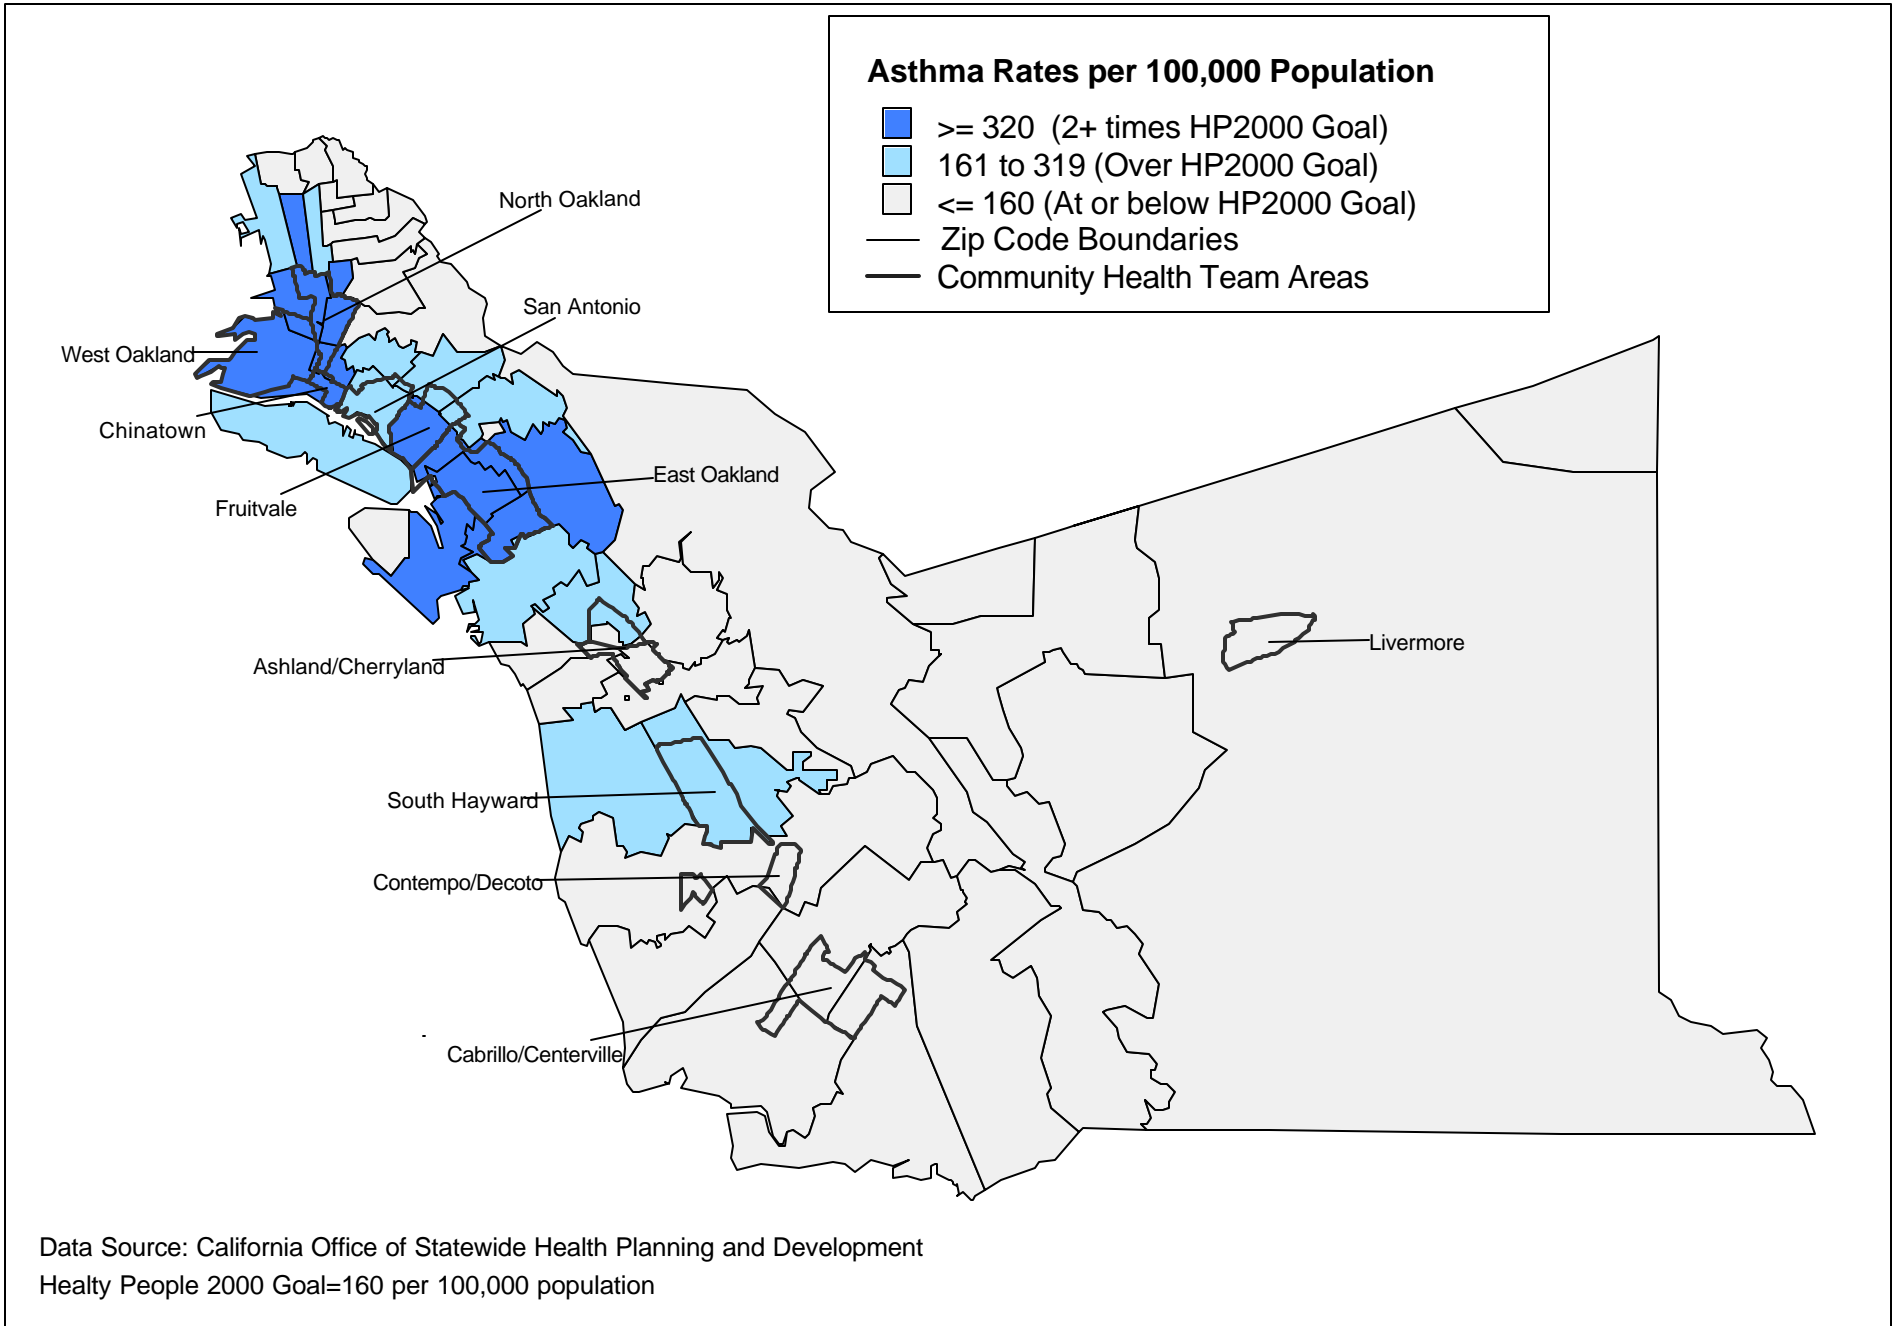 Asthma Rates per 100,000 Population
>= 320 (2+ times HP2000 Goal)
161 to 319 (Over HP2000 Goal)
<= 160 (At or below HP2000 Goal)
Zip Code Boundaries
Community Health Team Areas
North Oakland
San Antonio
West Oakland
Chinatown
East Oakland
Fruitvale
Livermore
Ashland/Cherryland
South Hayward
Contempo/Decoto
Cabrillo/Centerville
Data Source: California Office of Statewide Health Planning and Development
Healty People 2000 Goal=160 per 100,000 population